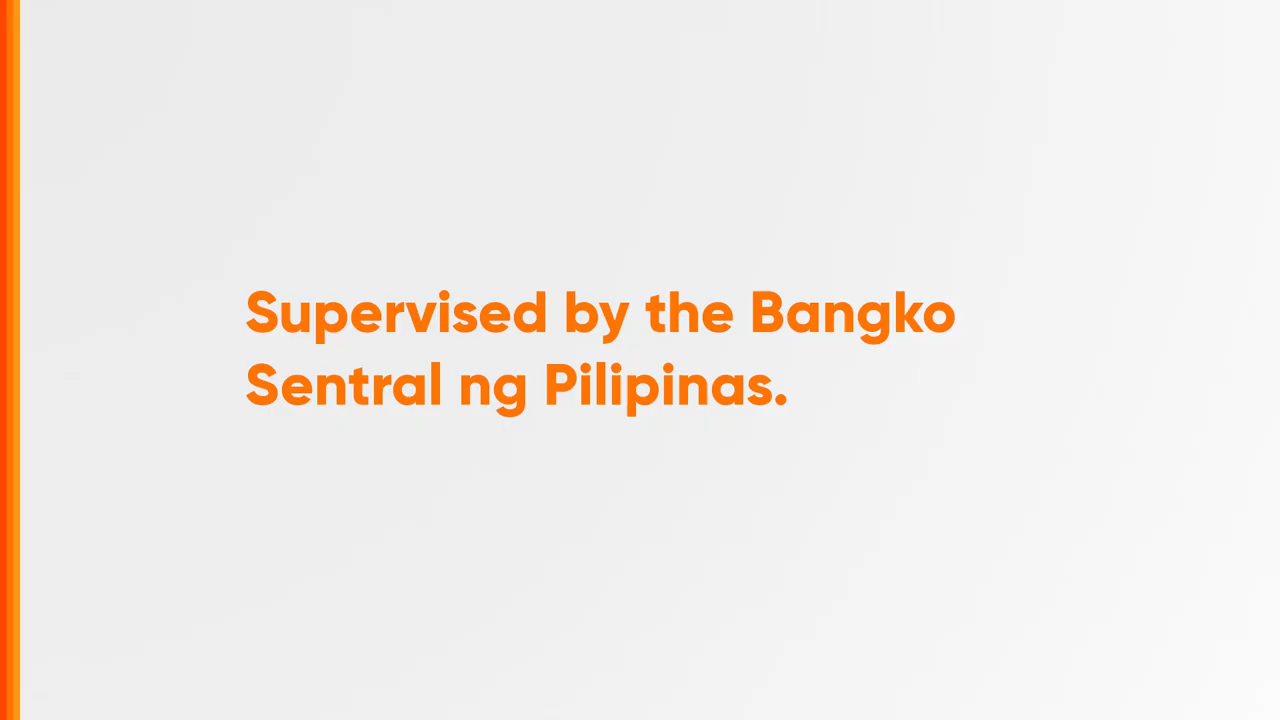 Supervised by the Bangko
Sentral ng Pilipinas.